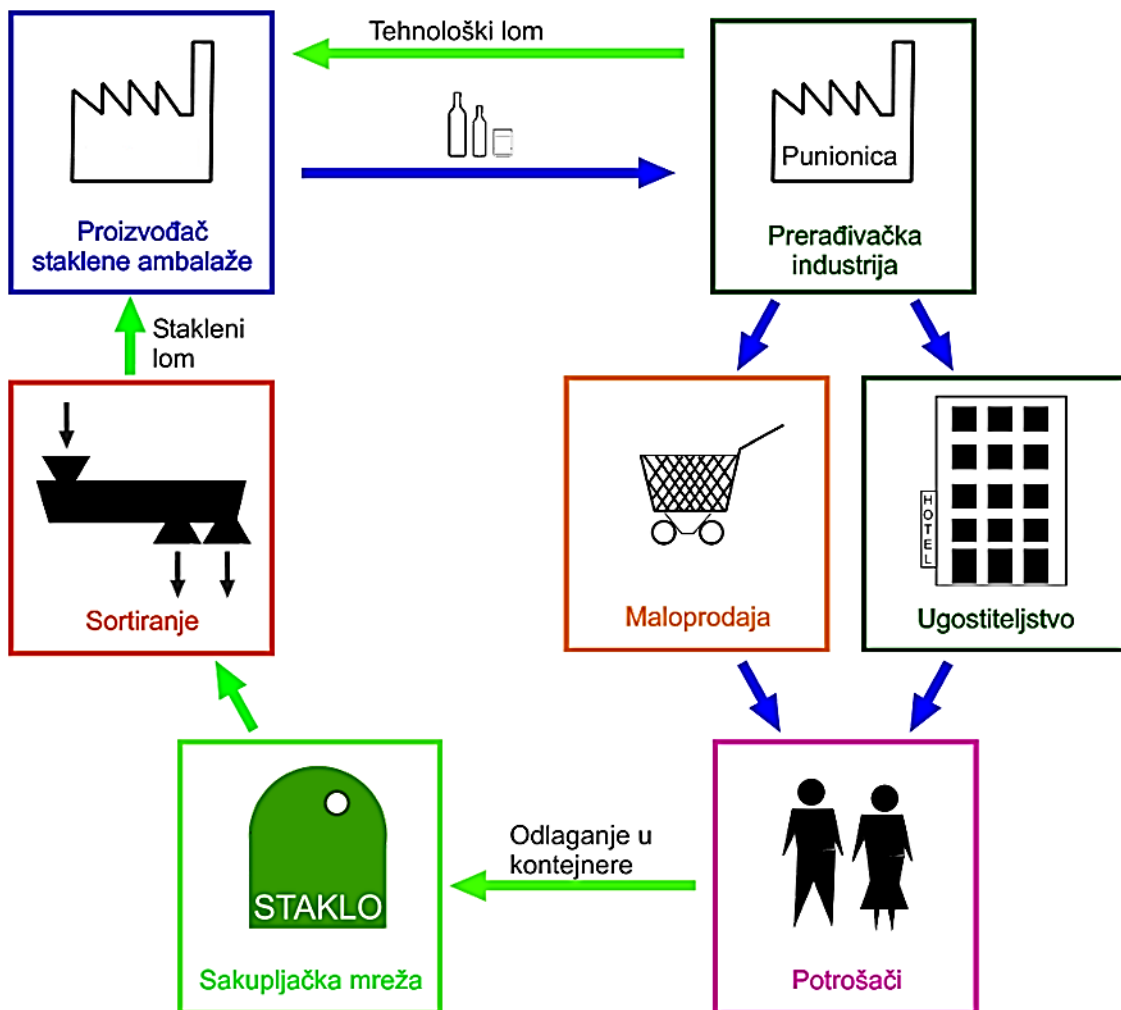 Tehnološki lom
Punionica
Proizvođač
staklene ambalaže
Prerađivačka
industrija
Stakleni
lom
HOTEL
Sortiranje
Maloprodaja
Ugostiteljstvo
Odlaganje u
kontejnere
STAKLO
Sakupljačka mreža
Potrošači